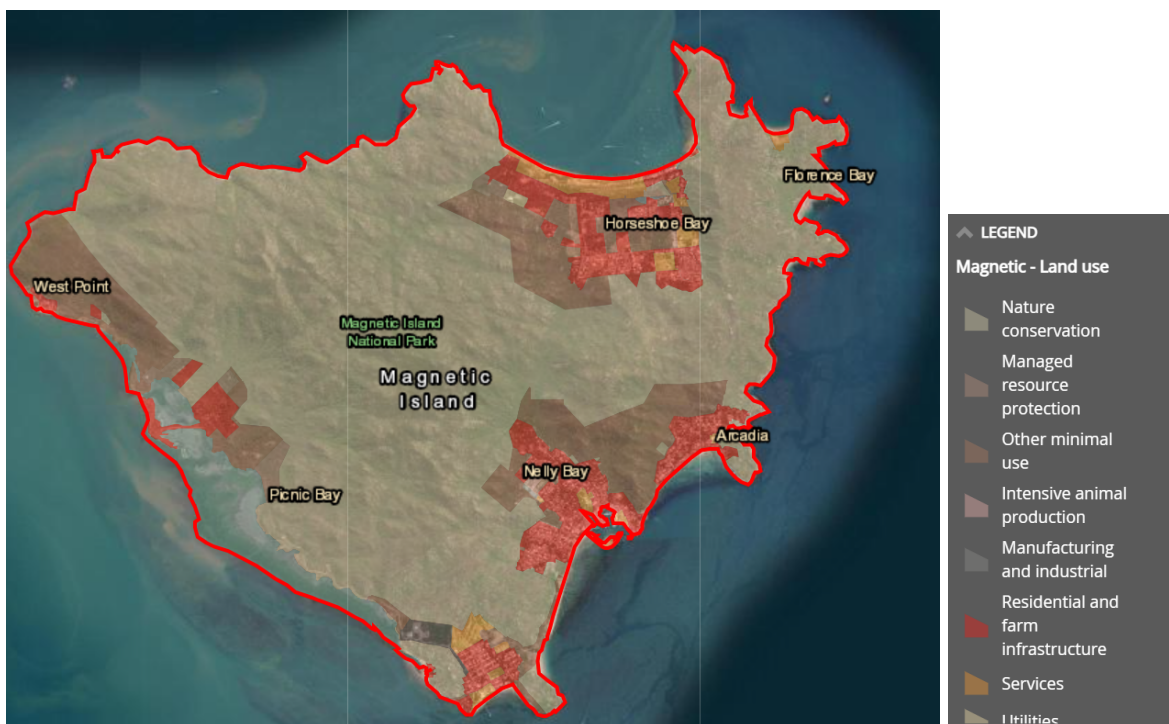 Florence Bay
Horseshoe Bay
West Point
Magnetic Island
National Park
Magnetic
Island
Arcadia
Nelly Bay
Picnic Bay
LEGEND
Magnetic - Land use
Nature
conservation
Managed
resource
protection
Other minimal
use
Intensive animal
production
Manufacturing
and industrial
Residential and
farm
infrastructure
Services
Utilities